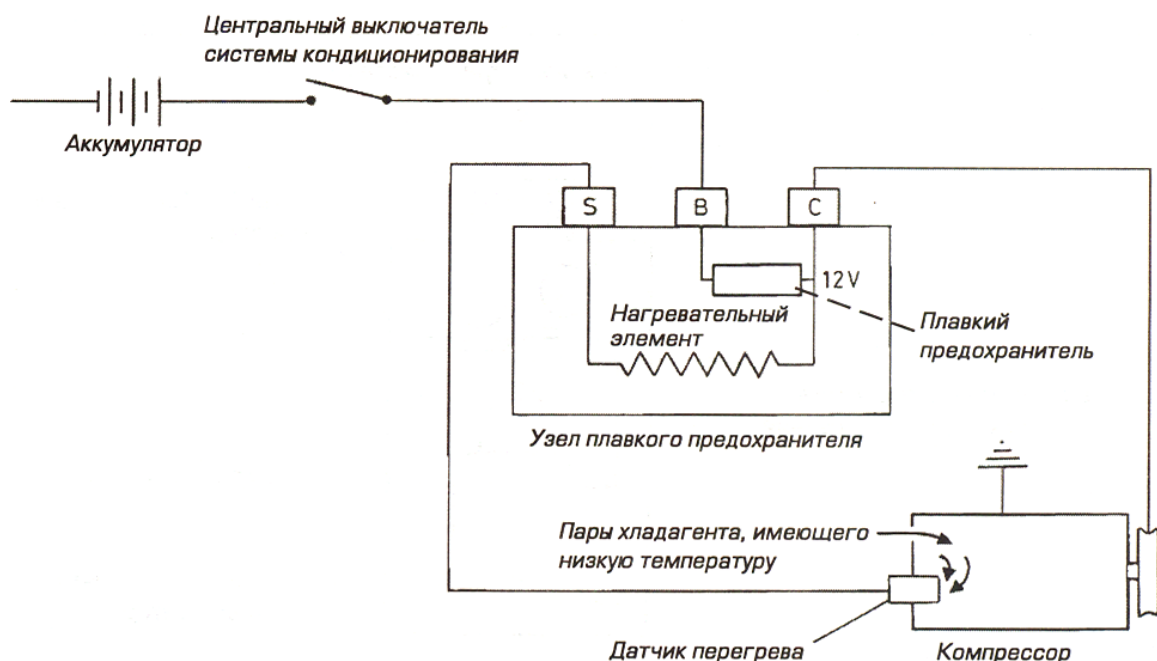 Центральный выключатель
системы кондиционирования
Аккумулятор
S
B
C
12V
Нагревательный
элемент
Плавкий
предохранитель
Узел плавкого предохранителя
Пары хладагента, имеющего
низкую температуру
Датчик перегрева
Компрессор